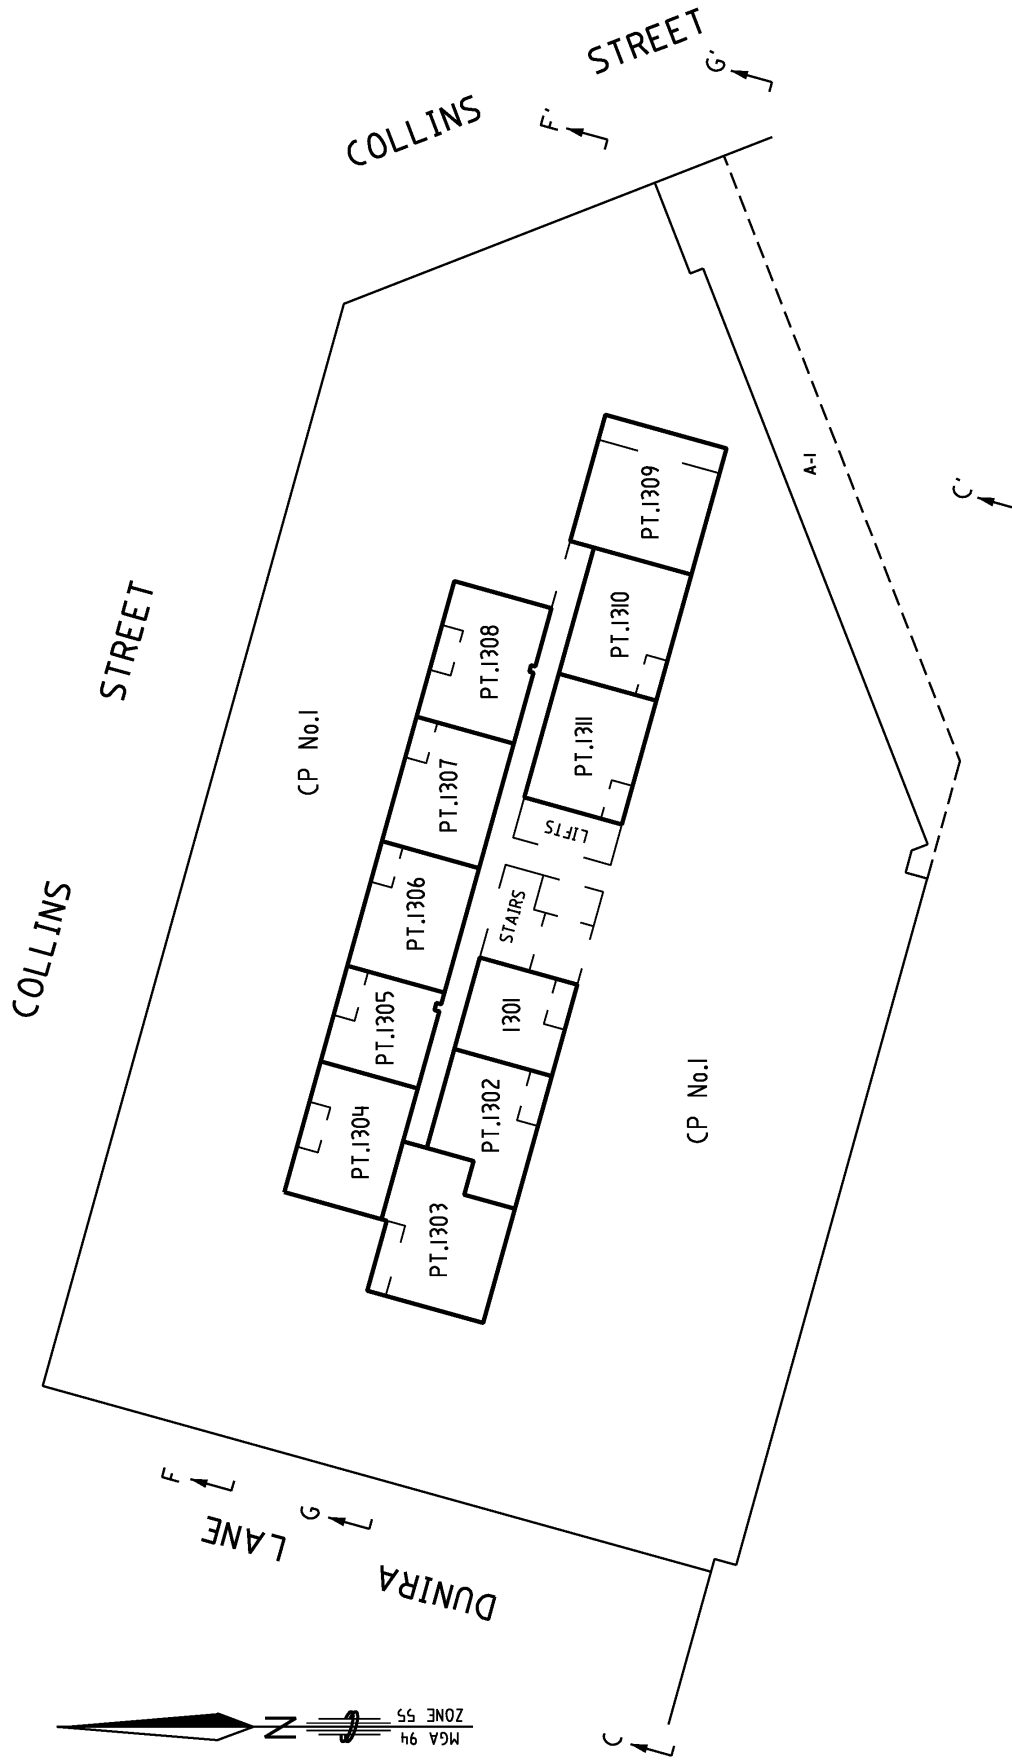 COLLINS STREET
COLLINS STREET
F'
G'
C'
CP No.1
A-1
PT.1309
PT.1310
PT.1311
PT.1308
PT.1307
PT.1306
PT.1305
PT.1304
LIFTS
STAIRS
1301
PT.1302
PT.1303
CP No.1
F
G
C
DUNIRA LANE
N
MGA 94
ZONE 55